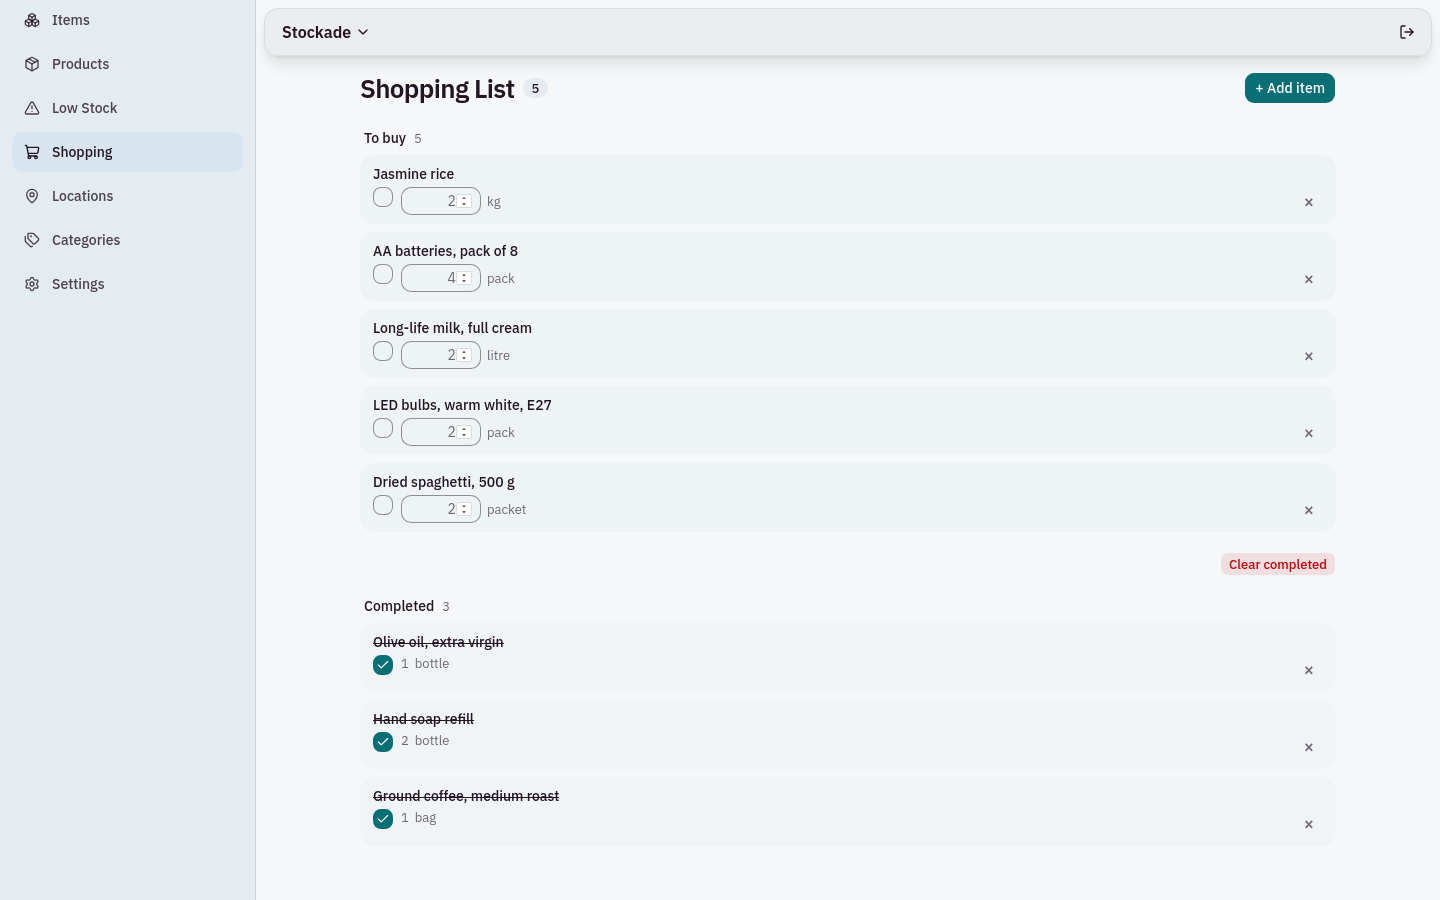 Items
Products
Low Stock
Shopping
Locations
Categories
Settings
Stockade
Shopping List 5
+ Add item
To buy 5
Jasmine rice
2 kg
×
AA batteries, pack of 8
4 pack
×
Long-life milk, full cream
2 litre
×
LED bulbs, warm white, E27
2 pack
×
Dried spaghetti, 500 g
2 packet
×
Clear completed
Completed 3
Olive oil, extra virgin
1 bottle
×
Hand soap refill
2 bottle
×
Ground coffee, medium roast
1 bag
×